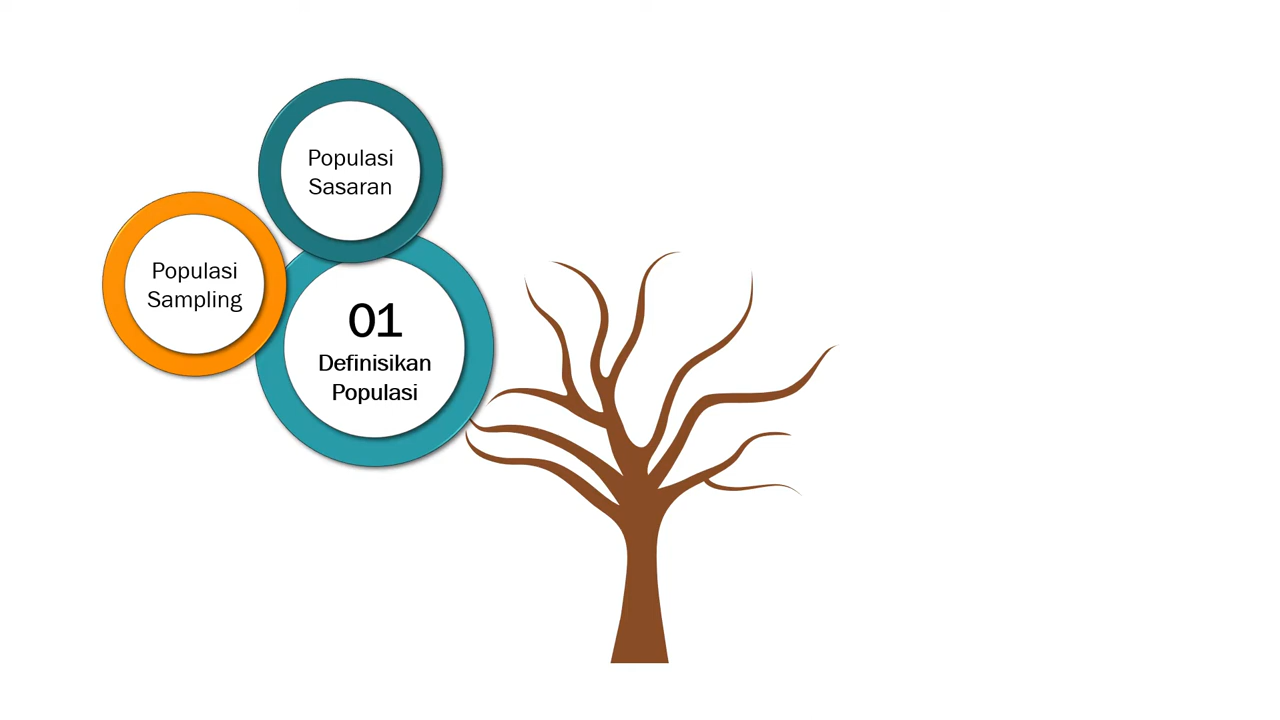 Populasi
Sasaran
Populasi
Sampling
01
Definisikan
Populasi